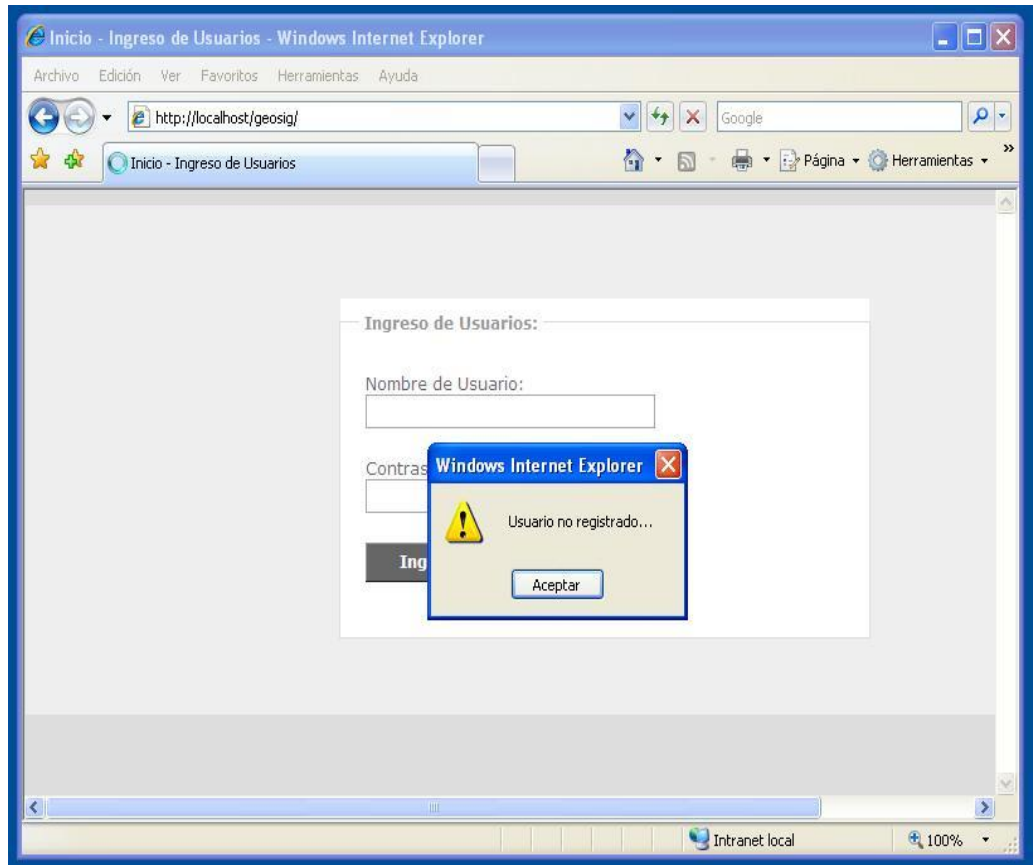 Inicio - Ingreso de Usuarios - Windows Internet Explorer
Archivo Edición Ver Favoritos Herramientas Ayuda
http://localhost/geosig/
Google
Inicio - Ingreso de Usuarios
Página
Herramientas
»
Ingreso de Usuarios:
Nombre de Usuario:
Contras
Windows Internet Explorer
Usuario no registrado...
Ing
Aceptar
Intranet local
100%